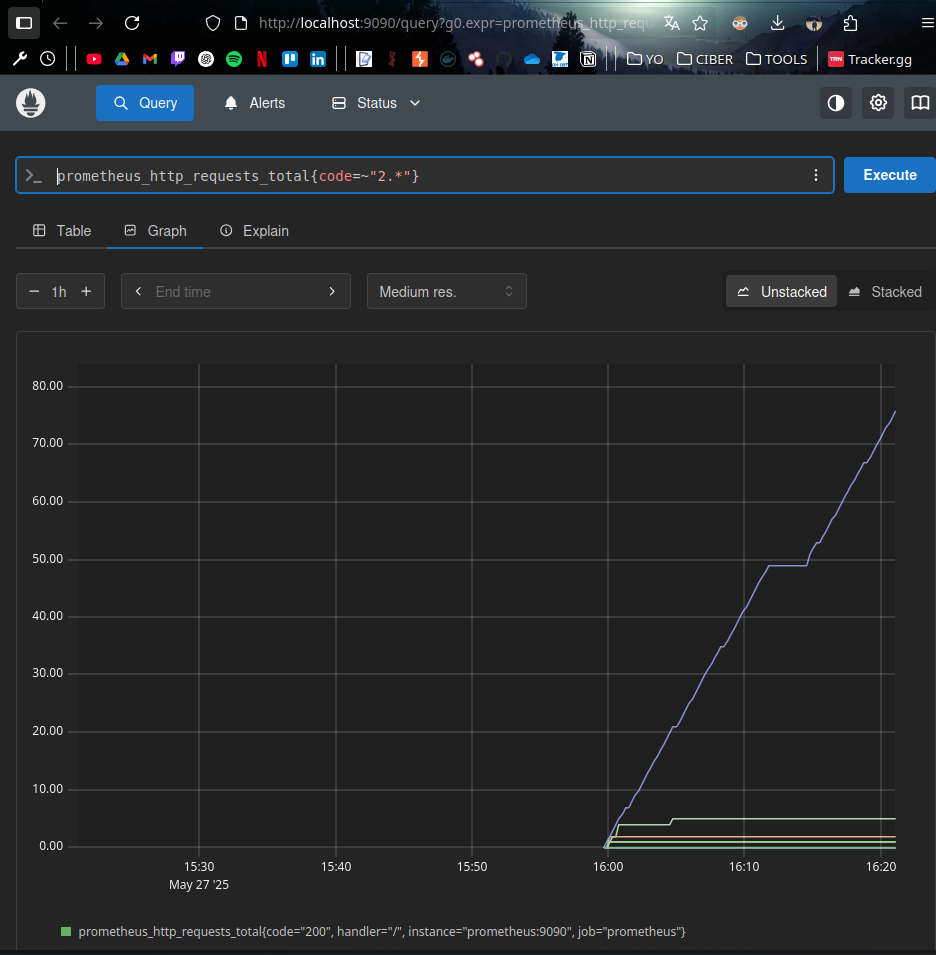 http://localhost:9090/query?g0.expr=prometheus_http_requ
YO CIBER TOOLS TRN Tracker.gg
Query Alerts Status
>_ prometheus_http_requests_total{code=~"2.*"} Execute
Table Graph Explain
− 1h + End time Medium res. Unstacked Stacked
80.00
70.00
60.00
50.00
40.00
30.00
20.00
10.00
0.00
15:30 15:40 15:50 16:00 16:10 16:20
May 27 '25
prometheus_http_requests_total{code="200", handler="/", instance="prometheus:9090", job="prometheus"}